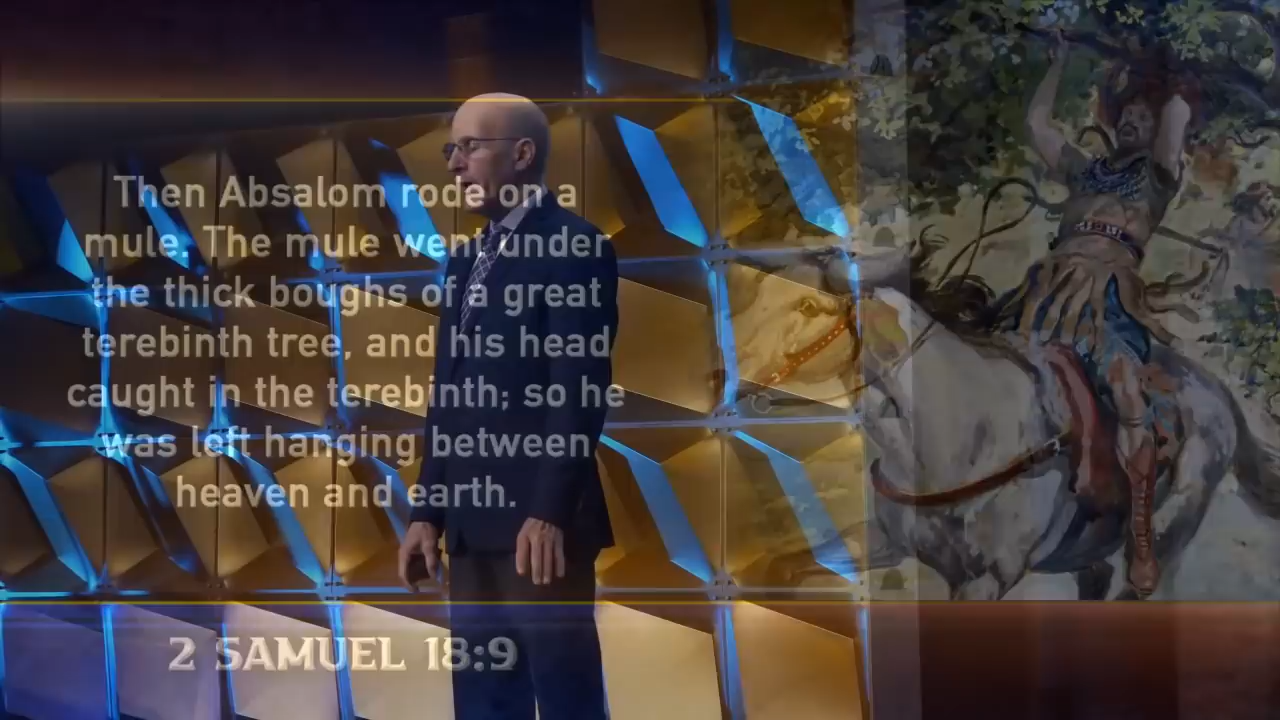 Then Absalom rode on a
mule. The mule went under
the thick boughs of a great
terebinth tree, and his head
caught in the terebinth; so he
was left hanging between
heaven and earth.
2 SAMUEL 18:9